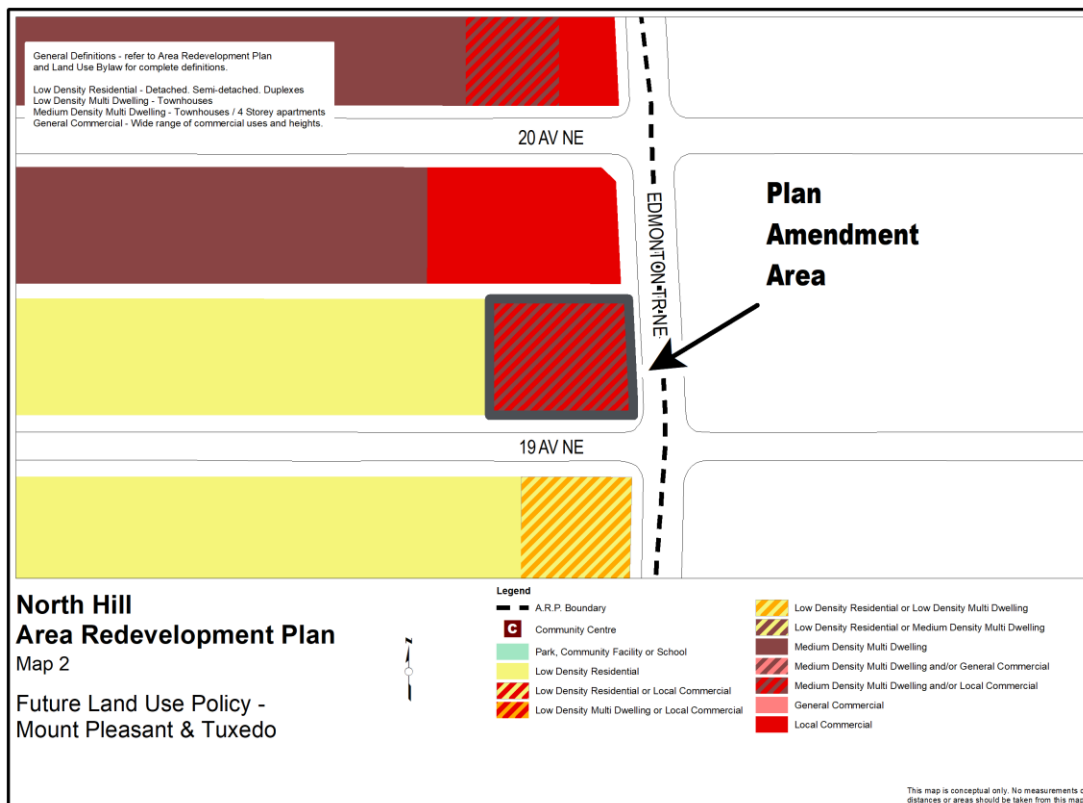 General Definitions - refer to Area Redevelopment Plan
and Land Use Bylaw for complete definitions.
Low Density Residential - Detached. Semi-detached. Duplexes
Low Density Multi Dwelling - Townhouses
Medium Density Multi Dwelling - Townhouses / 4 Storey apartments
General Commercial - Wide range of commercial uses and heights.
20 AV NE
EDMONTON TR NE
Plan
Amendment
Area
19 AV NE
North Hill
Area Redevelopment Plan
Map 2
Future Land Use Policy -
Mount Pleasant & Tuxedo
N
Legend
A.R.P. Boundary
C Community Centre
Park, Community Facility or School
Low Density Residential
Low Density Residential or Local Commercial
Low Density Multi Dwelling or Local Commercial
Low Density Residential or Low Density Multi Dwelling
Low Density Residential or Medium Density Multi Dwelling
Medium Density Multi Dwelling
Medium Density Multi Dwelling and/or General Commercial
Medium Density Multi Dwelling and/or Local Commercial
General Commercial
Local Commercial
This map is conceptual only. No measurements o
distances or areas should be taken from this map